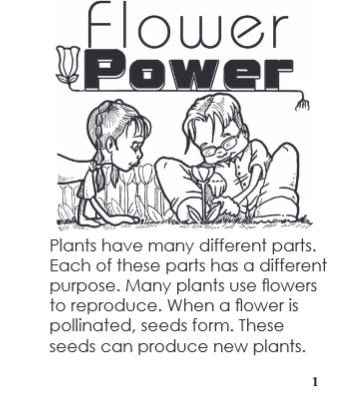 Flower
Power
Plants have many different parts.
Each of these parts has a different
purpose. Many plants use flowers
to reproduce. When a flower is
pollinated, seeds form. These
seeds can produce new plants.
1